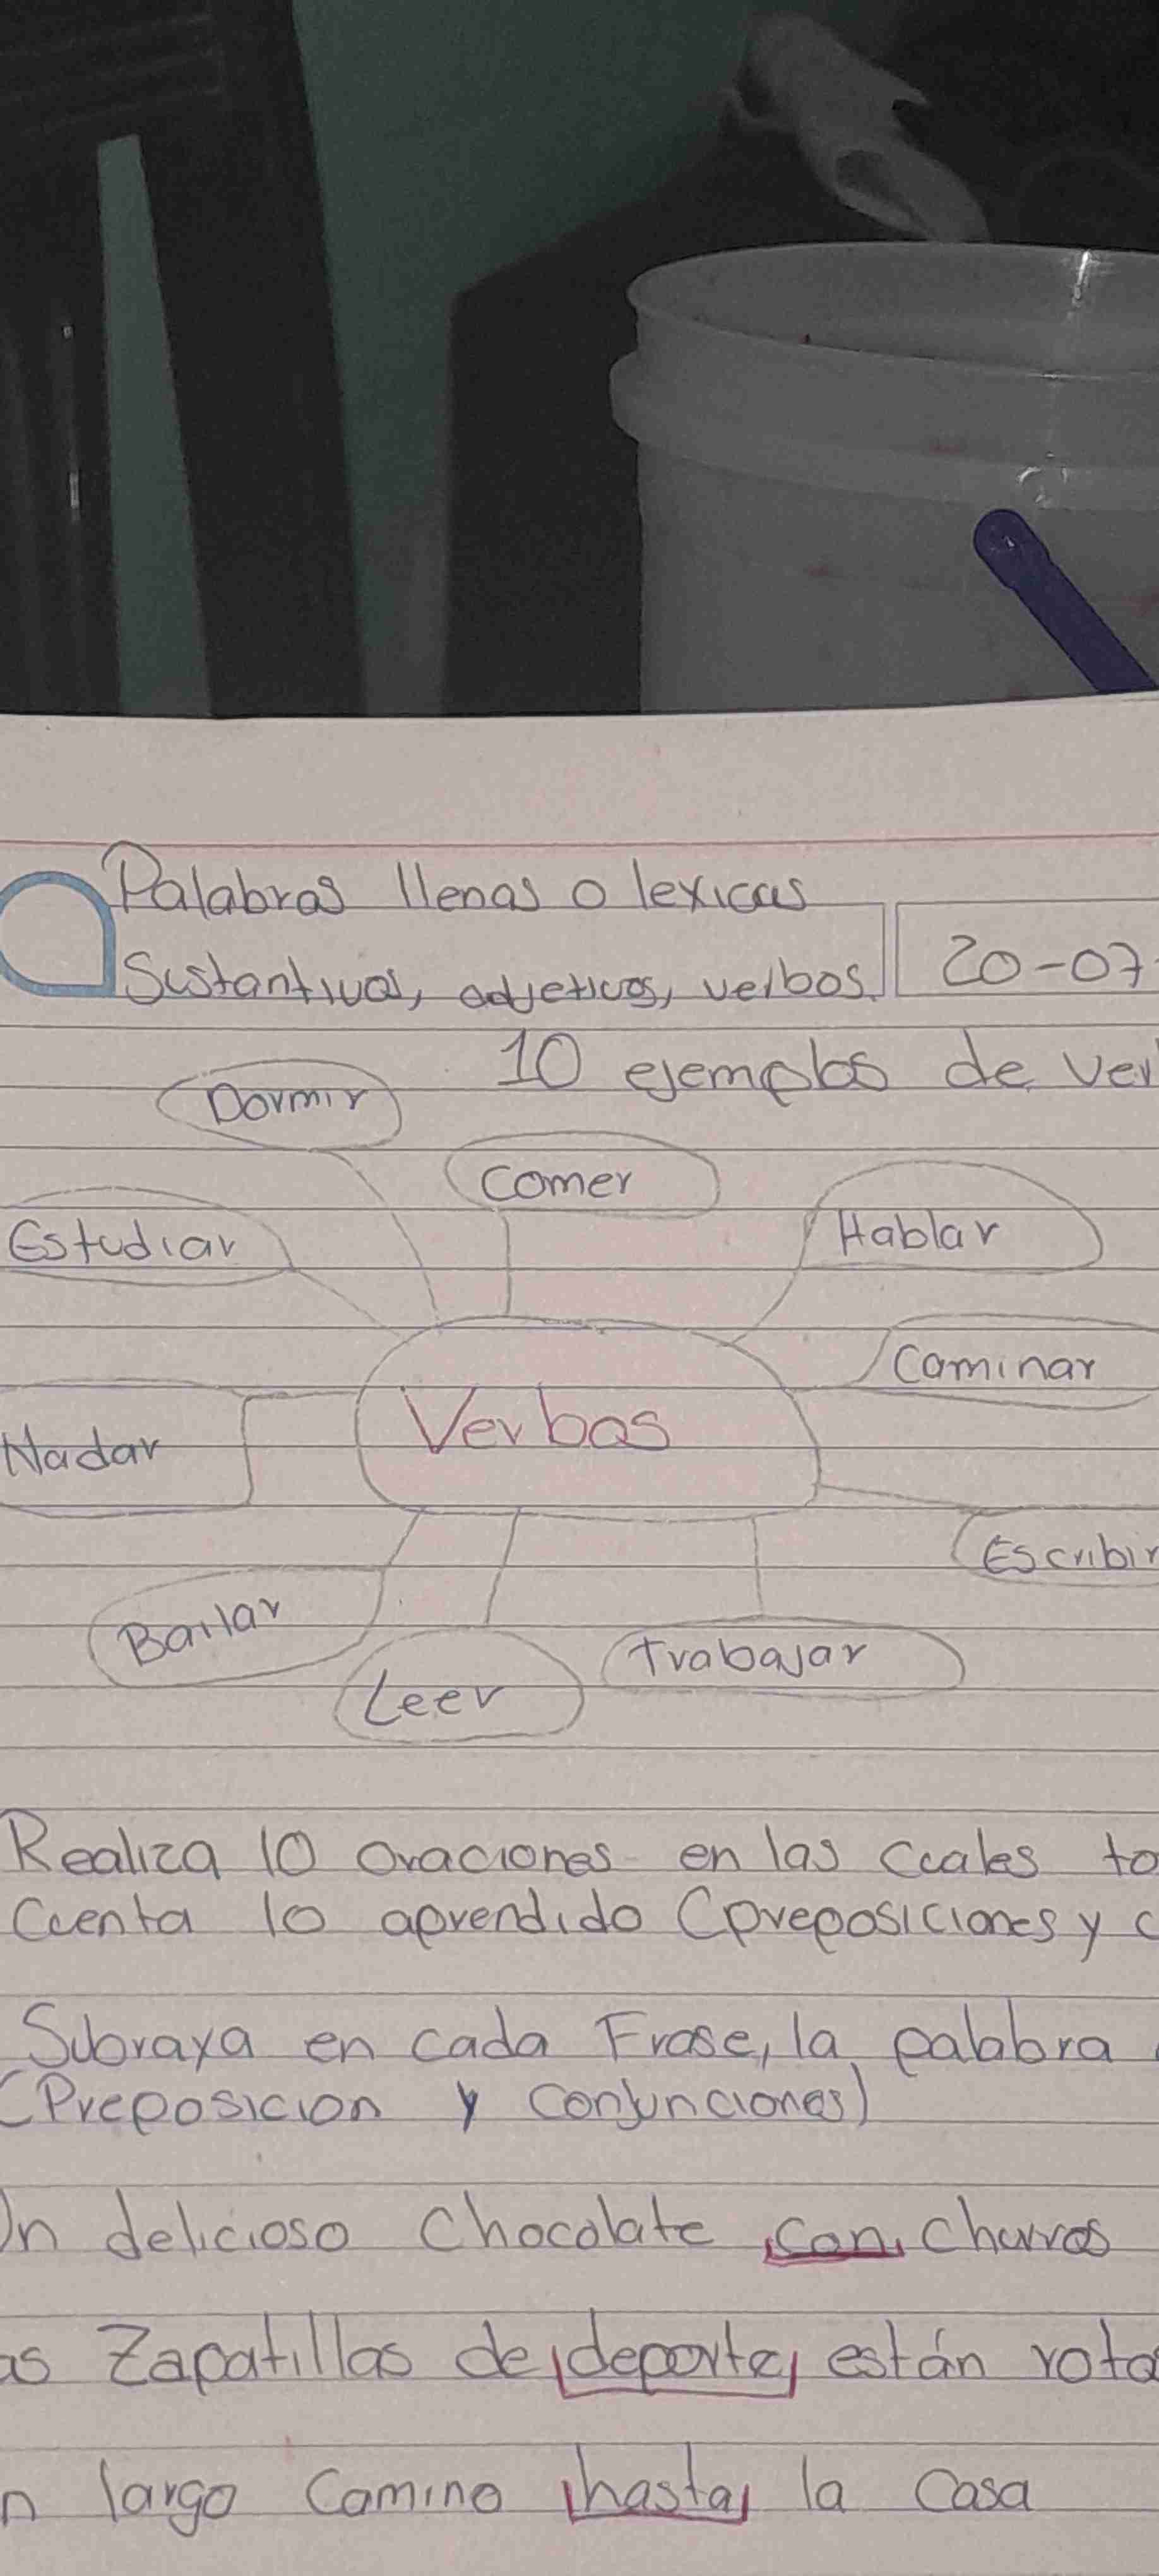 Palabras llenas o lexicas
Sustantivos, adjetivos, verbos.
20-07
10 ejemplos de ver
Dormir
Comer
Estudiar
Hablar
Caminar
Verbos
Nadar
Escribir
Bailar
Trabajar
Leer
Realiza 10 oraciones en las cuales to
Cuenta lo aprendido (preposiciones y c
Subraya en cada Frase, la palabra
(Preposicion y conjunciones)
Un delicioso Chocolate con churros
as Zapatillas de deporte están rota
n largo Camino hasta la Casa